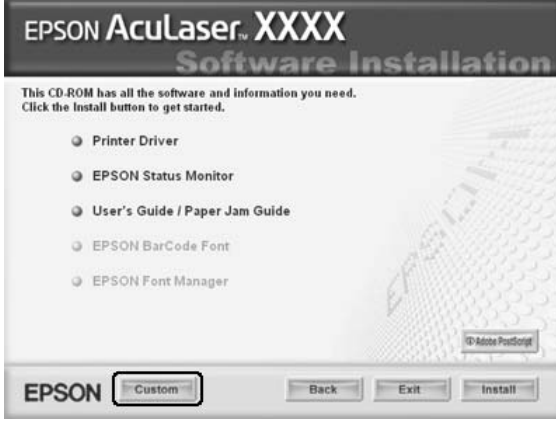 EPSON AcuLaser™ XXXX
Software Installation
This CD-ROM has all the software and information you need.
Click the Install button to get started.
Printer Driver
EPSON Status Monitor
User's Guide / Paper Jam Guide
EPSON BarCode Font
EPSON Font Manager
EPSON
Adobe PostScript
EPSON Custom Back Exit Install